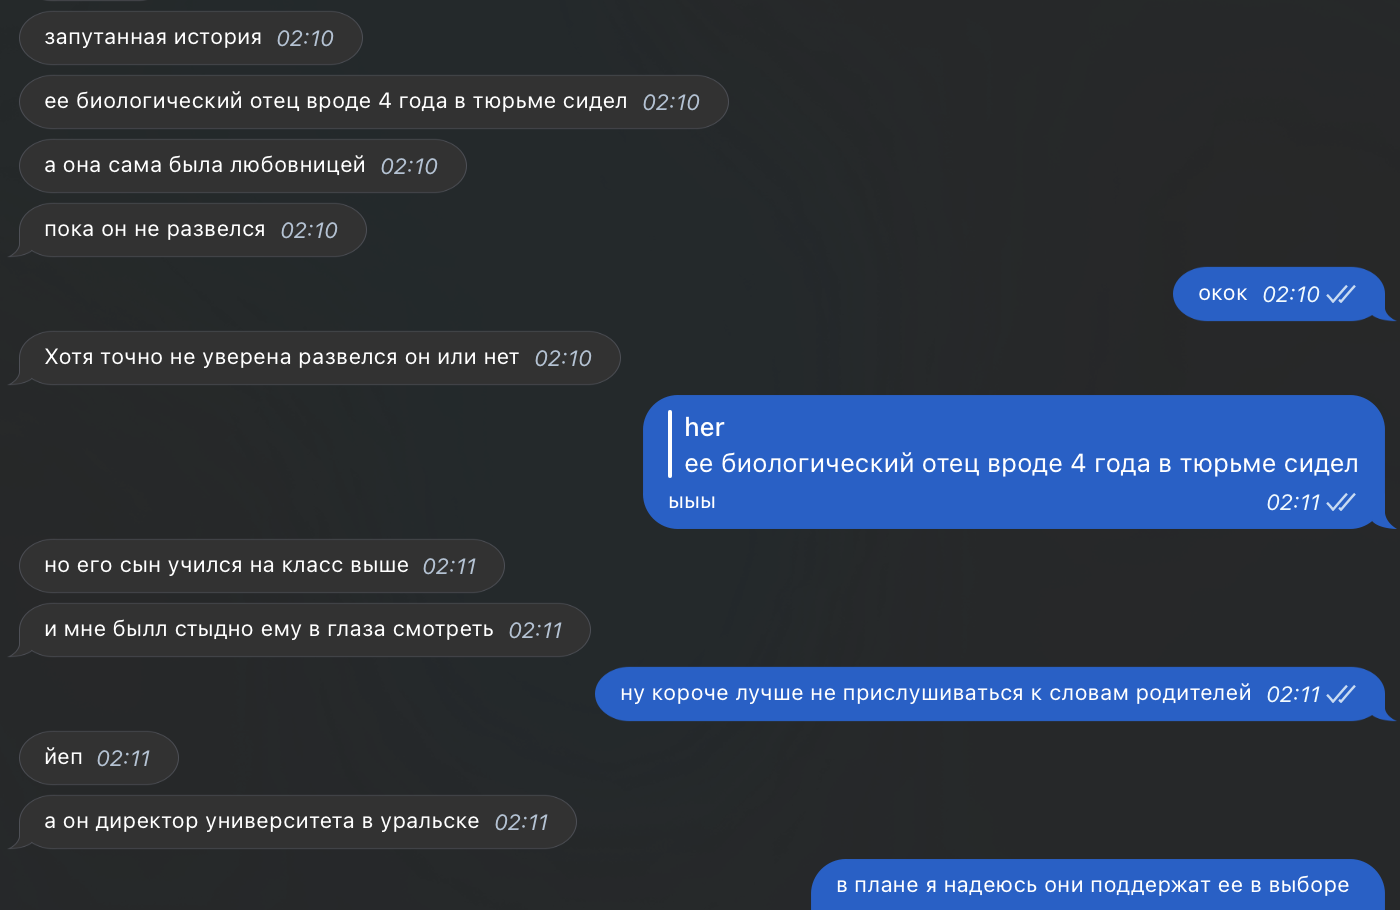 запутанная история 02:10
ее биологический отец вроде 4 года в тюрьме сидел 02:10
а она сама была любовницей 02:10
пока он не развелся 02:10
окок 02:10
Хотя точно не уверена развелся он или нет 02:10
her
ее биологический отец вроде 4 года в тюрьме сидел
ыыы 02:11
но его сын учился на класс выше 02:11
и мне былл стыдно ему в глаза смотреть 02:11
ну короче лучше не прислушиваться к словам родителей 02:11
йеп 02:11
а он директор университета в уральске 02:11
в плане я надеюсь они поддержат ее в выборе